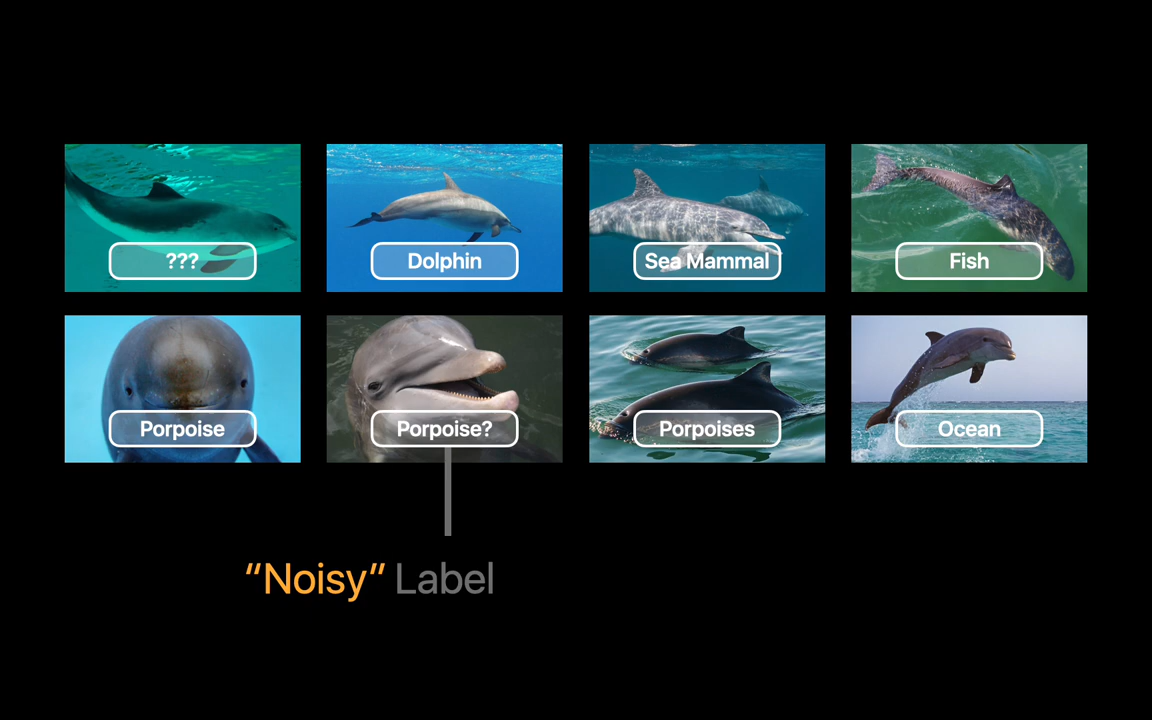 ???
Dolphin
Sea Mammal
Fish
Porpoise
Porpoise?
Porpoises
Ocean
“Noisy” Label